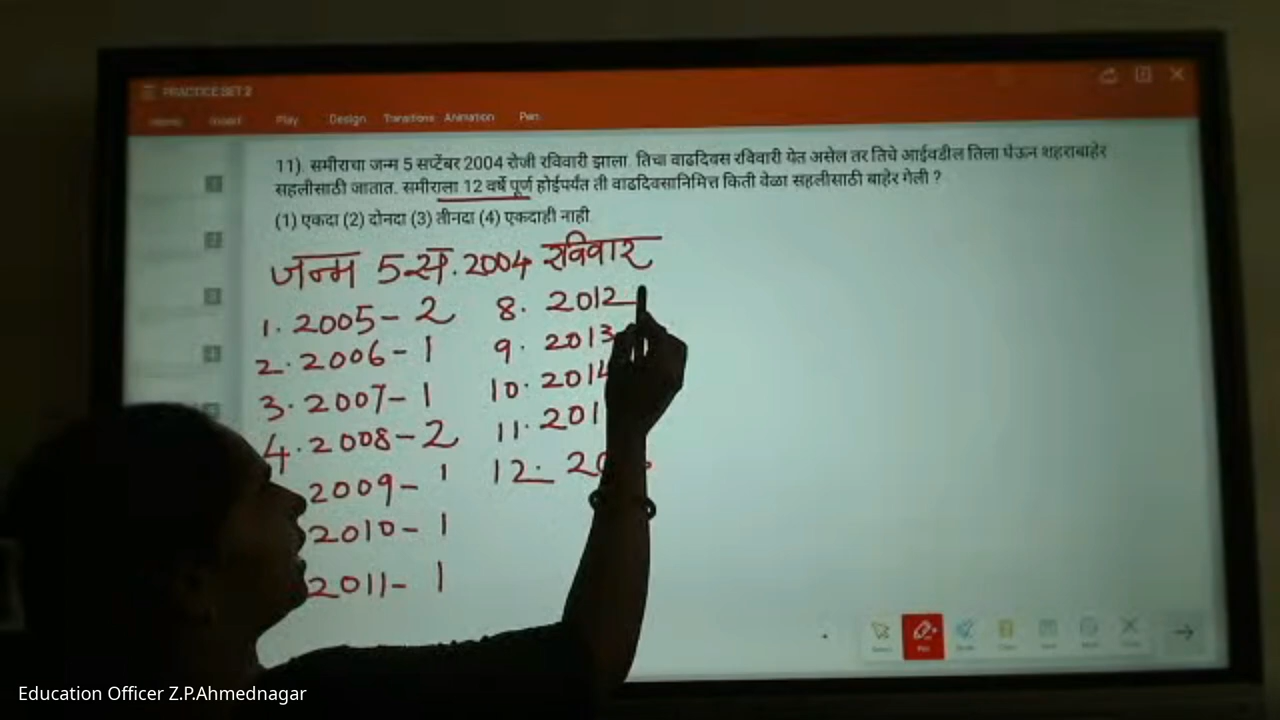 PRACTICE SET 2
Home Insert Play Design Transitions Animation Pen
11). समीराचा जन्म 5 सप्टेंबर 2004 रोजी रविवारी झाला. तिचा वाढदिवस रविवारी येत असेल तर तिचे आईवडील तिला घेऊन शहराबाहेर
सहलीसाठी जातात. समीराला 12 वर्षे पूर्ण होईपर्यंत ती वाढदिवसानिमित्त किती वेळा सहलीसाठी बाहेर गेली ?
(1) एकदा (2) दोनदा (3) तीनदा (4) एकदाही नाही
जन्म 5 सप्टें. 2004 रविवार
1. 2005- 2
2. 2006- 1
3. 2007- 1
4. 2008-2
2009- 1
2010- 1
2011- 1
8. 2012-
9. 2013
10. 2014
11. 201
12. 20
Education Officer Z.P.Ahmednagar